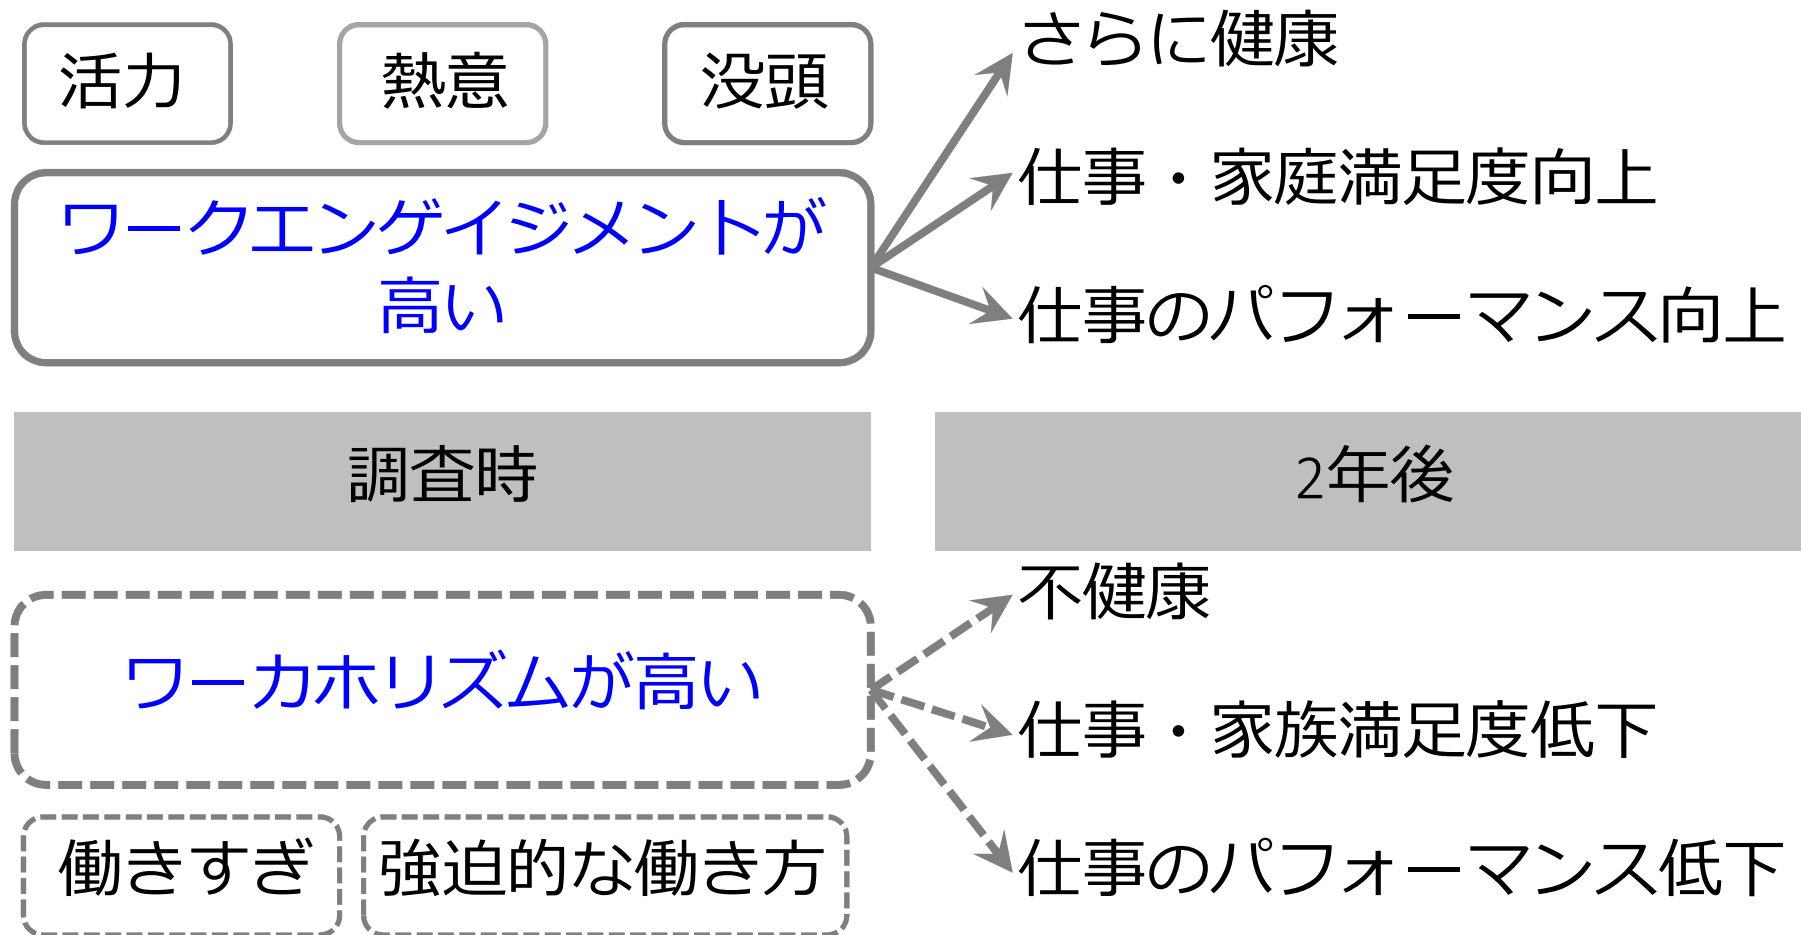 活力
熱意
没頭
ワークエンゲイジメントが
高い
さらに健康
仕事・家庭満足度向上
仕事のパフォーマンス向上
調査時
2年後
ワーカホリズムが高い
不健康
仕事・家族満足度低下
仕事のパフォーマンス低下
働きすぎ
強迫的な働き方